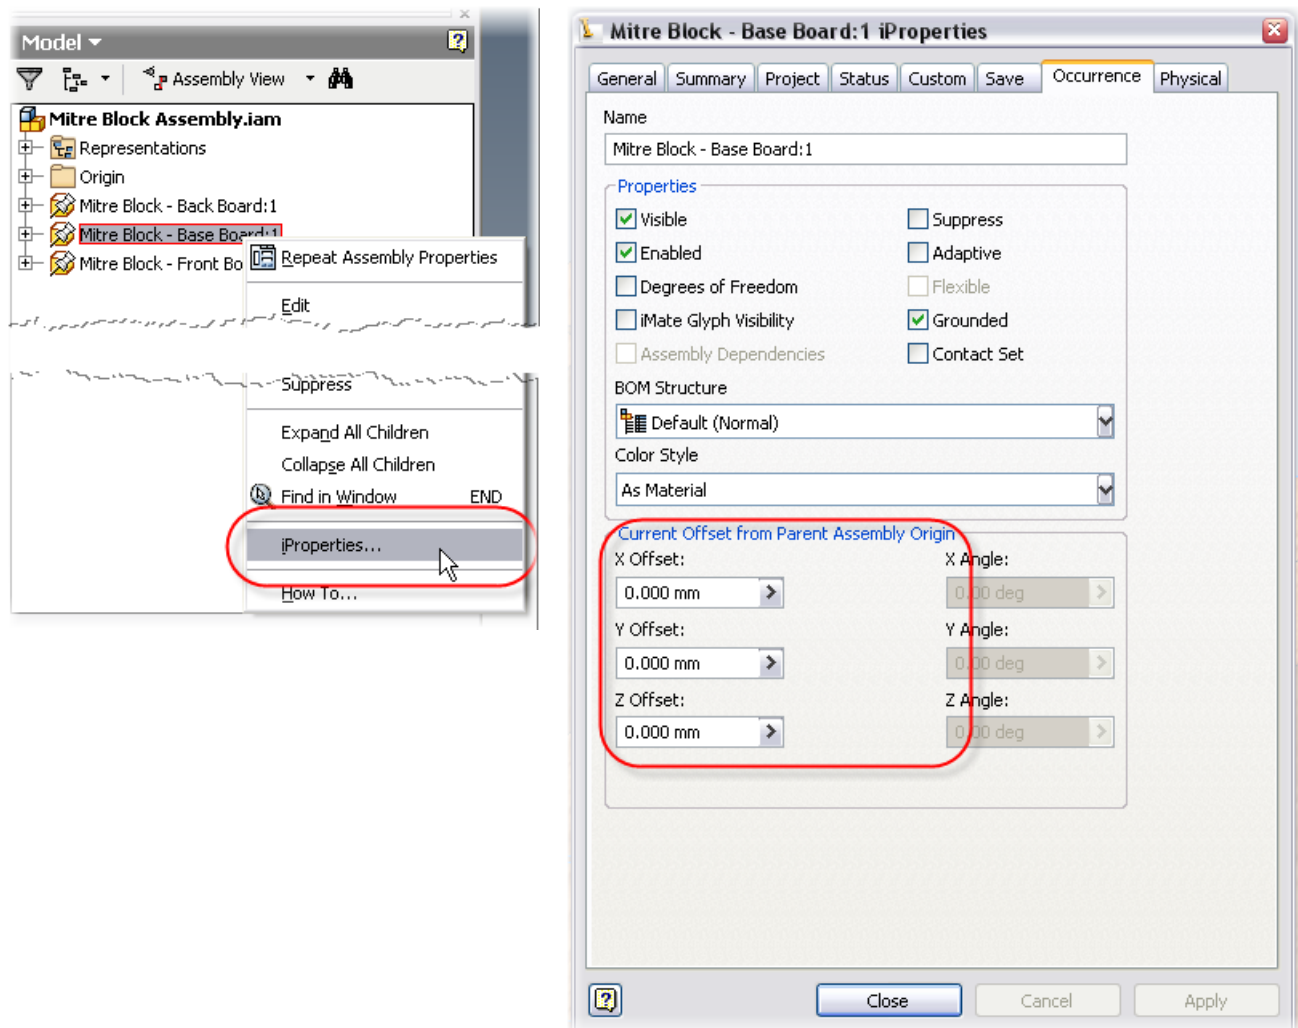 Model
Assembly View
Mitre Block Assembly.iam
Representations
Origin
Mitre Block - Back Board:1
Mitre Block - Base Board:1
Mitre Block - Front Bo
Repeat Assembly Properties
Edit
Suppress
Expand All Children
Collapse All Children
Find in Window END
iProperties...
How To...
Mitre Block - Base Board:1 iProperties
General Summary Project Status Custom Save Occurrence Physical
Name
Mitre Block - Base Board:1
Properties
Visible Suppress
Enabled Adaptive
Degrees of Freedom Flexible
iMate Glyph Visibility Grounded
Assembly Dependencies Contact Set
BOM Structure
Default (Normal)
Color Style
As Material
Current Offset from Parent Assembly Origin
X Offset: X Angle:
0.000 mm 0.00 deg
Y Offset: Y Angle:
0.000 mm 0.00 deg
Z Offset: Z Angle:
0.000 mm 0.00 deg
Close Cancel Apply